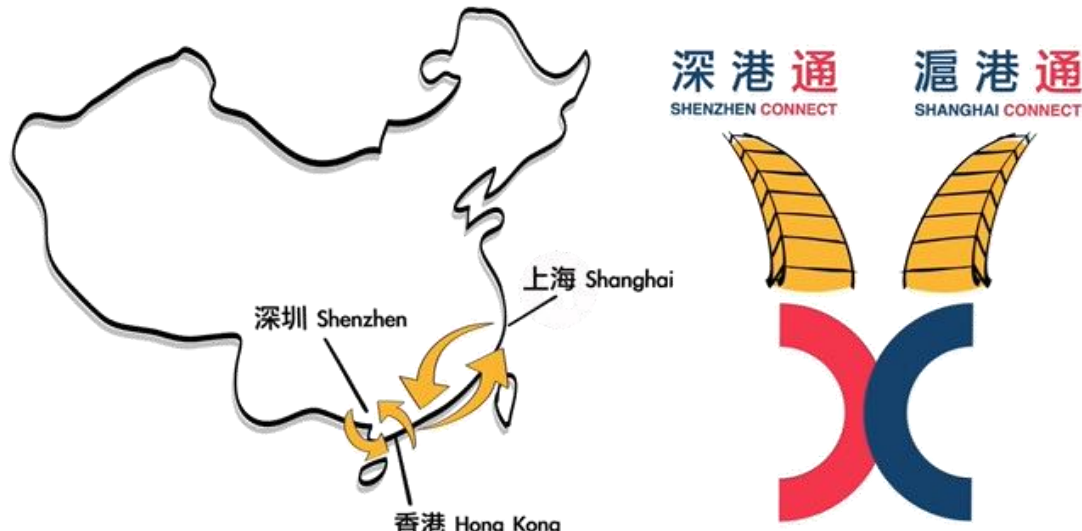 深港通
SHENZHEN CONNECT
滬港通
SHANGHAI CONNECT
上海 Shanghai
深圳 Shenzhen
香港 Hong Kong